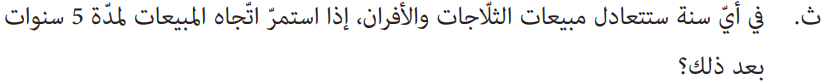 ث. في أيّ سنة ستتعادل مبيعات الثلّاجات والأفران، إذا استمرّ اتّجاه المبيعات لمدّة 5 سنوات
بعد ذلك؟